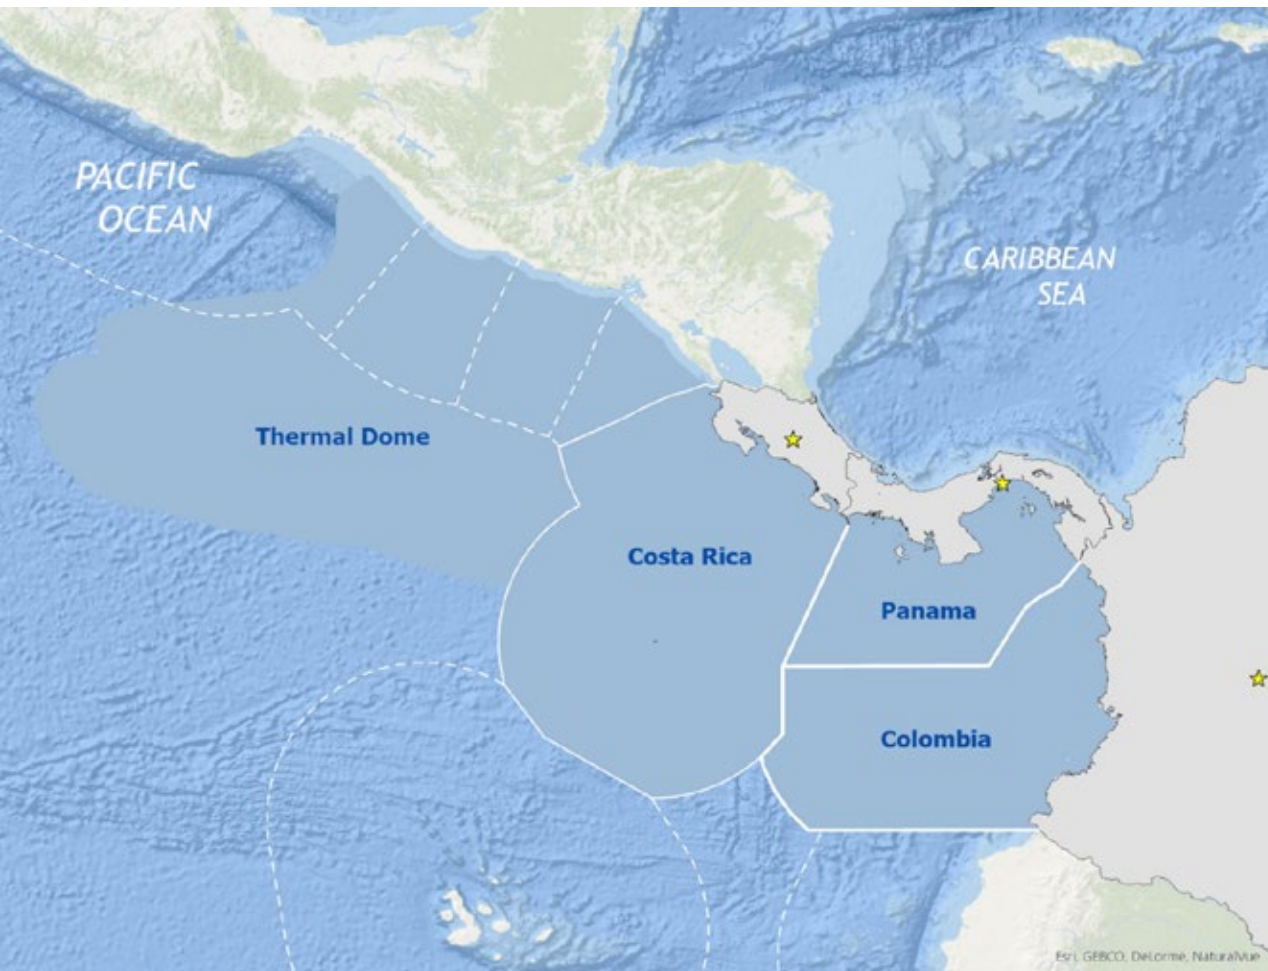 PACIFIC
OCEAN
CARIBBEAN
SEA
Thermal Dome
Costa Rica
Panama
Colombia
Esri, GEBCO, DeLorme, NaturalVue